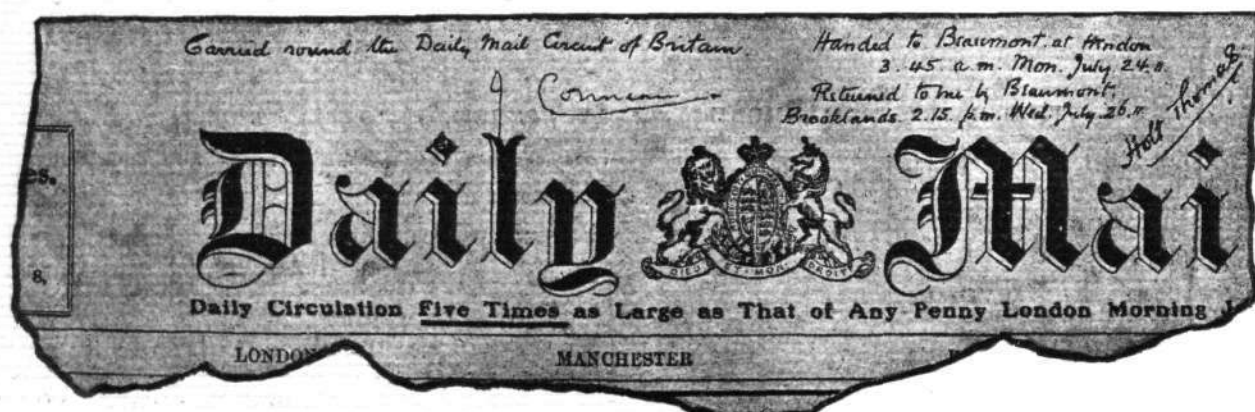 Carried round the Daily Mail Circuit of Britain.
Handed to Beaumont. at Hendon
3.45 a.m. Mon. July 24.11.
Returned to me by Beaumont.
Brooklands. 2.15. p.m. Wed. July. 26.11
Holt Thomas
es.
8,
Daily Mai
DIEU ET MON DROIT
Daily Circulation Five Times as Large as That of Any Penny London Morning J
LONDON
MANCHESTER